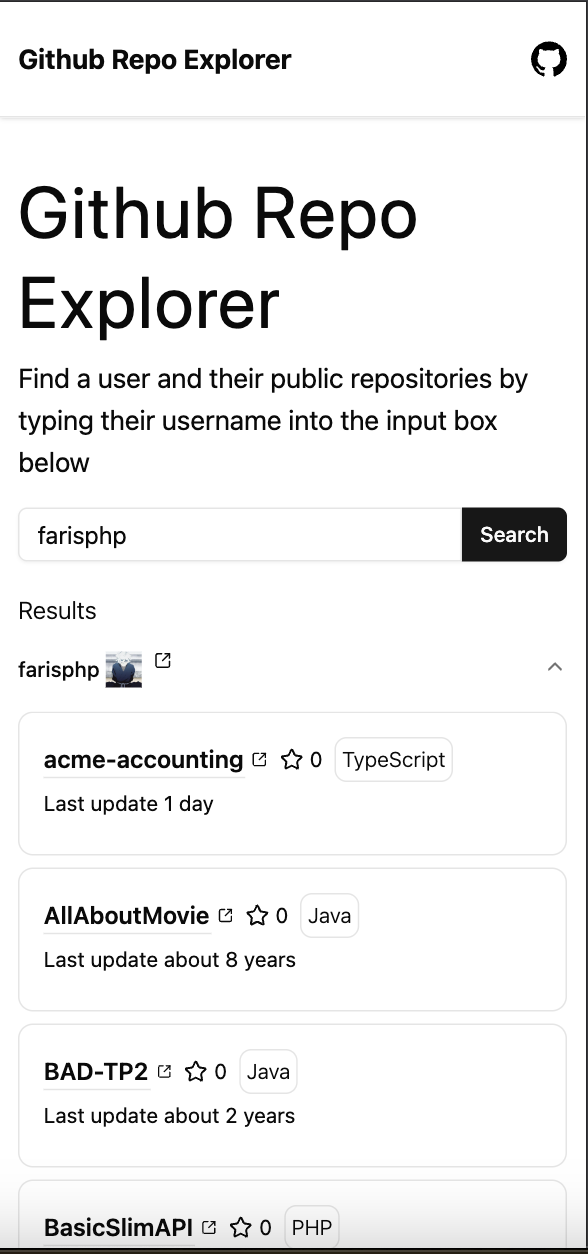 Github Repo Explorer
Github Repo
Explorer
Find a user and their public repositories by
typing their username into the input box
below
farisphp
Search
Results
farisphp
acme-accounting 0 TypeScript
Last update 1 day
AllAboutMovie 0 Java
Last update about 8 years
BAD-TP2 0 Java
Last update about 2 years
BasicSlimAPI 0 PHP